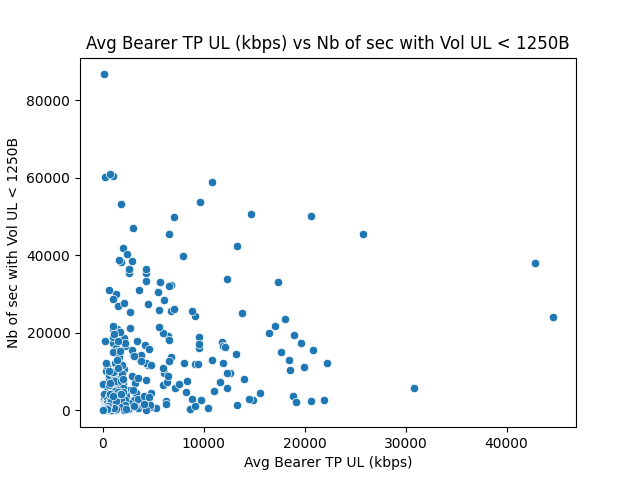 Avg Bearer TP UL (kbps) vs Nb of sec with Vol UL < 1250B
Nb of sec with Vol UL < 1250B
80000
60000
40000
20000
0
0 10000 20000 30000 40000
Avg Bearer TP UL (kbps)